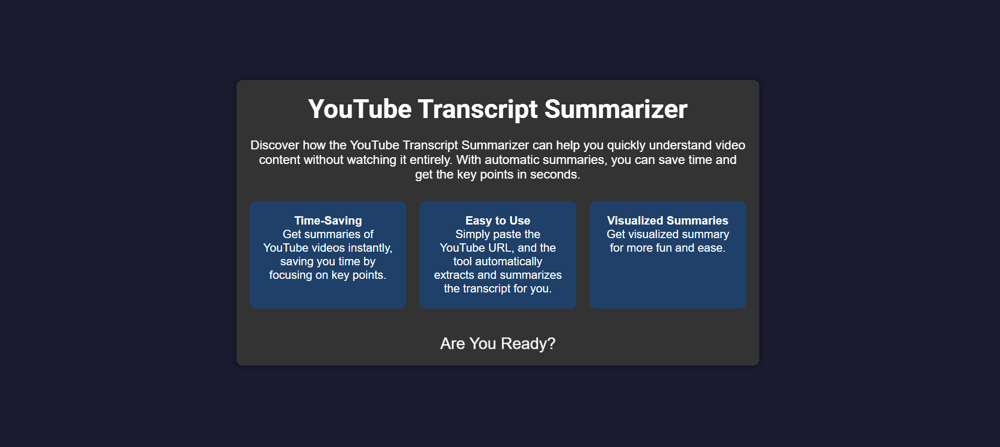 YouTube Transcript Summarizer
Discover how the YouTube Transcript Summarizer can help you quickly understand video
content without watching it entirely. With automatic summaries, you can save time and
get the key points in seconds.
Time-Saving
Get summaries of
YouTube videos instantly,
saving you time by
focusing on key points.
Easy to Use
Simply paste the
YouTube URL, and the
tool automatically
extracts and summarizes
the transcript for you.
Visualized Summaries
Get visualized summary
for more fun and ease.
Are You Ready?